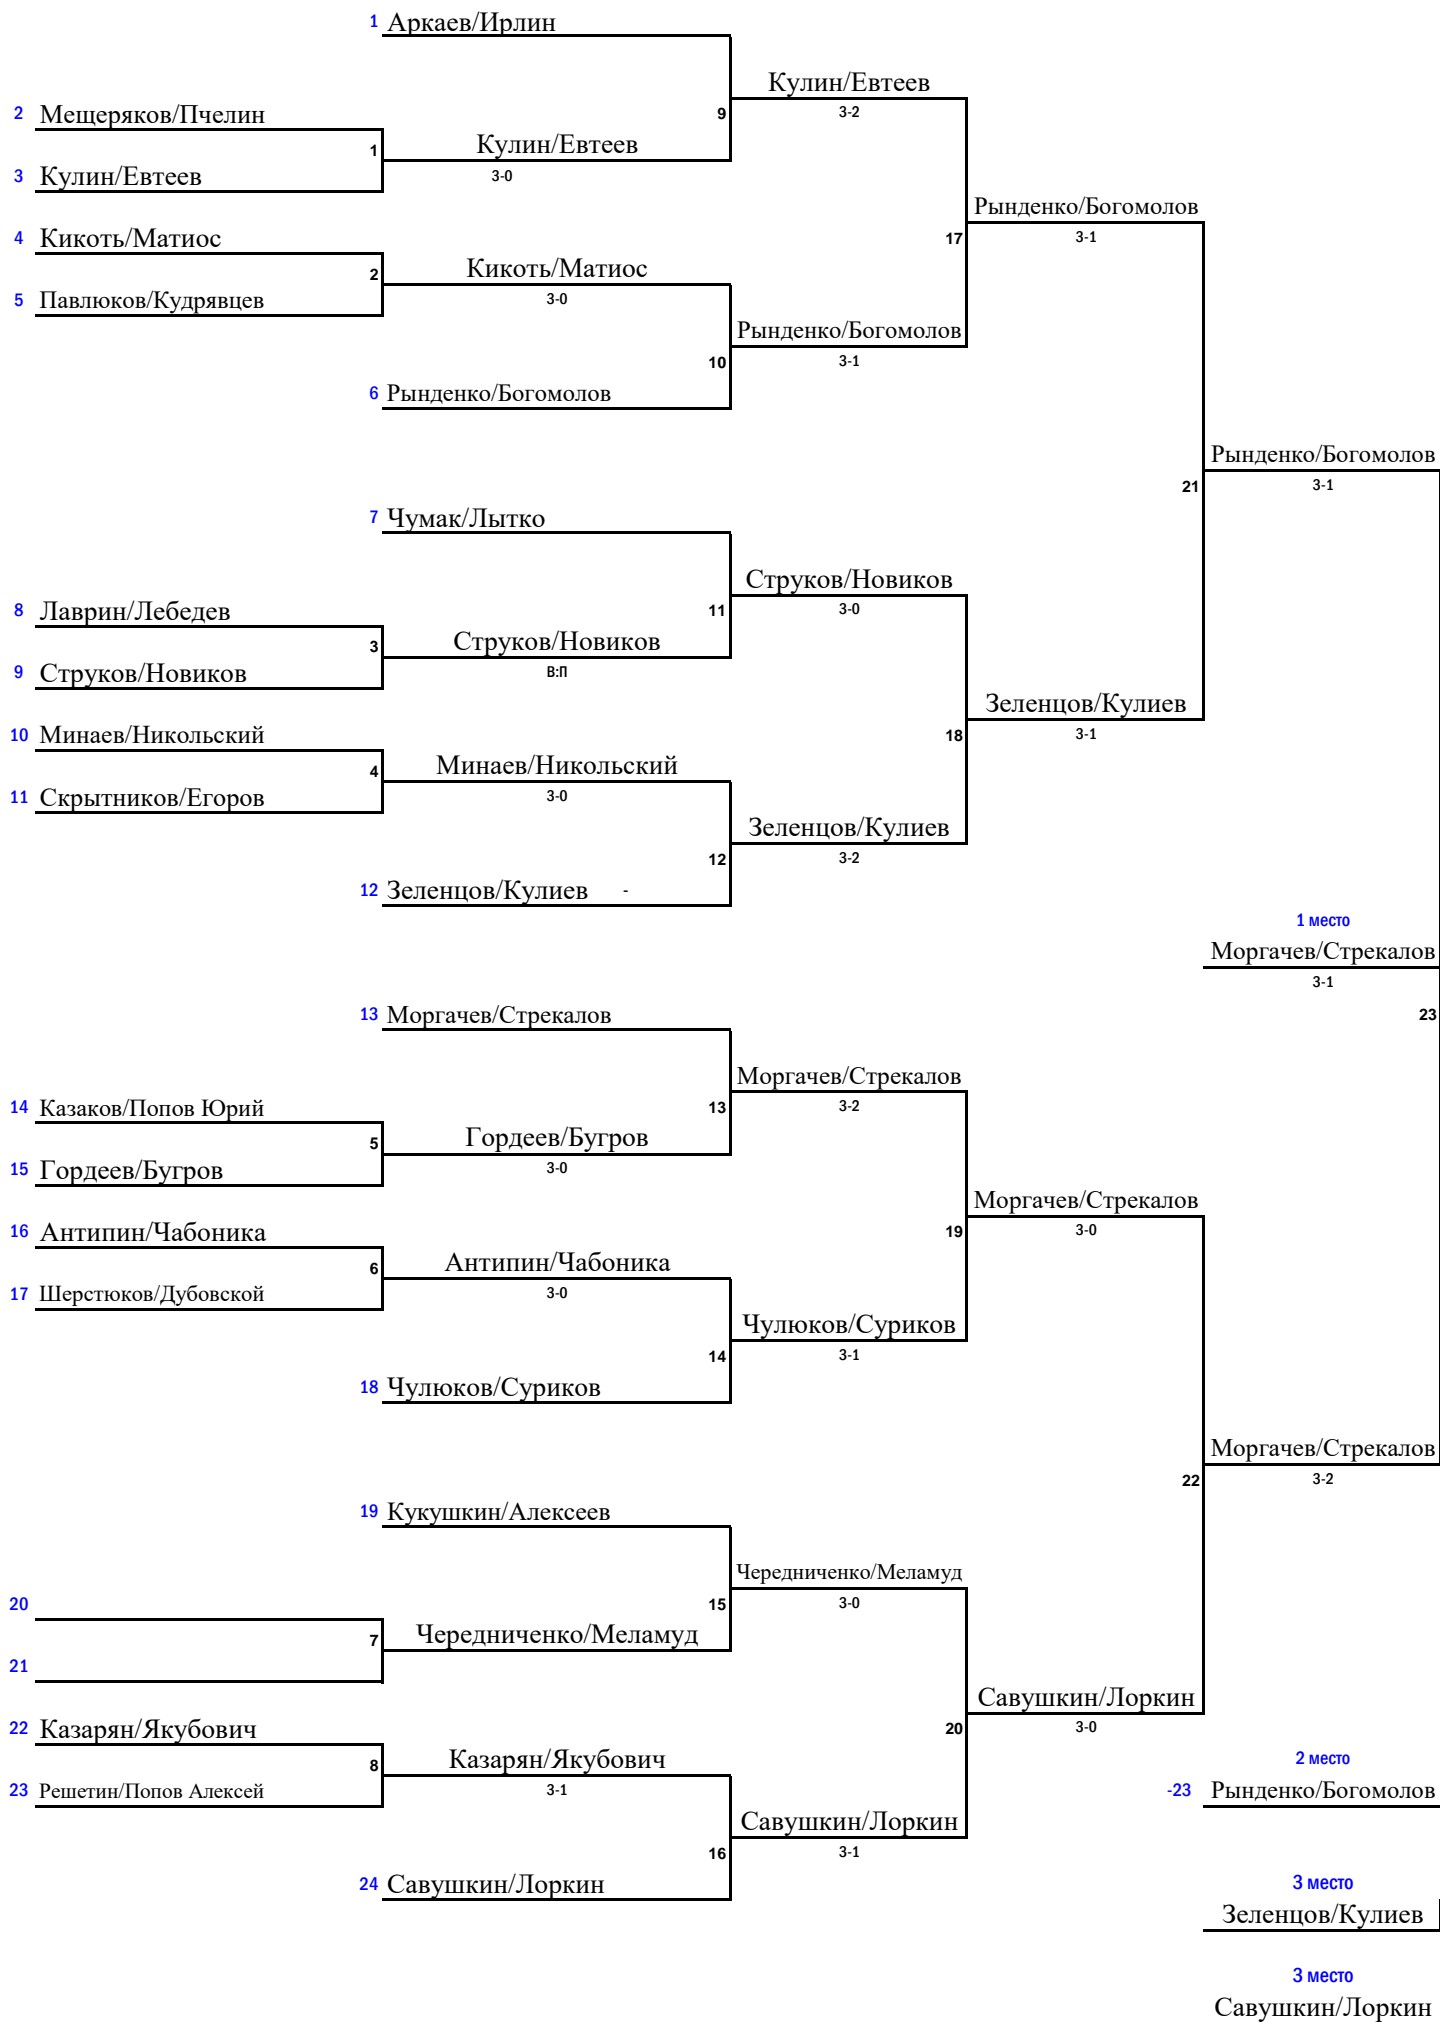 1 Аркаев/Ирлин
Кулин/Евтеев
2 Мещеряков/Пчелин
9
3-2
Кулин/Евтеев
1
3 Кулин/Евтеев
3-0
Рынденко/Богомолов
4 Кикоть/Матиос
17
3-1
Кикоть/Матиос
2
5 Павлюков/Кудрявцев
3-0
Рынденко/Богомолов
10
3-1
6 Рынденко/Богомолов
Рынденко/Богомолов
21
3-1
7 Чумак/Лытко
Струков/Новиков
8 Лаврин/Лебедев
11
3-0
Струков/Новиков
3
9 Струков/Новиков
В:П
Зеленцов/Кулиев
10 Минаев/Никольский
18
3-1
Минаев/Никольский
4
11 Скрытников/Егоров
3-0
Зеленцов/Кулиев
12
3-2
12 Зеленцов/Кулиев -
1 место
Моргачев/Стрекалов
3-1
13 Моргачев/Стрекалов
23
Моргачев/Стрекалов
14 Казаков/Попов Юрий
13
3-2
Гордеев/Бугров
5
15 Гордеев/Бугров
3-0
Моргачев/Стрекалов
16 Антипин/Чабоника
19
3-0
Антипин/Чабоника
6
17 Шерстюков/Дубовской
3-0
Чулюков/Суриков
14
3-1
18 Чулюков/Суриков
Моргачев/Стрекалов
22
3-2
19 Кукушкин/Алексеев
Чередниченко/Меламуд
20
15
3-0
Чередниченко/Меламуд
7
21
Савушкин/Лоркин
22 Казарян/Якубович
20
3-0
Казарян/Якубович
8
2 место
23 Решетин/Попов Алексей
3-1
-23 Рынденко/Богомолов
Савушкин/Лоркин
16
3-1
24 Савушкин/Лоркин
3 место
Зеленцов/Кулиев
3 место
Савушкин/Лоркин